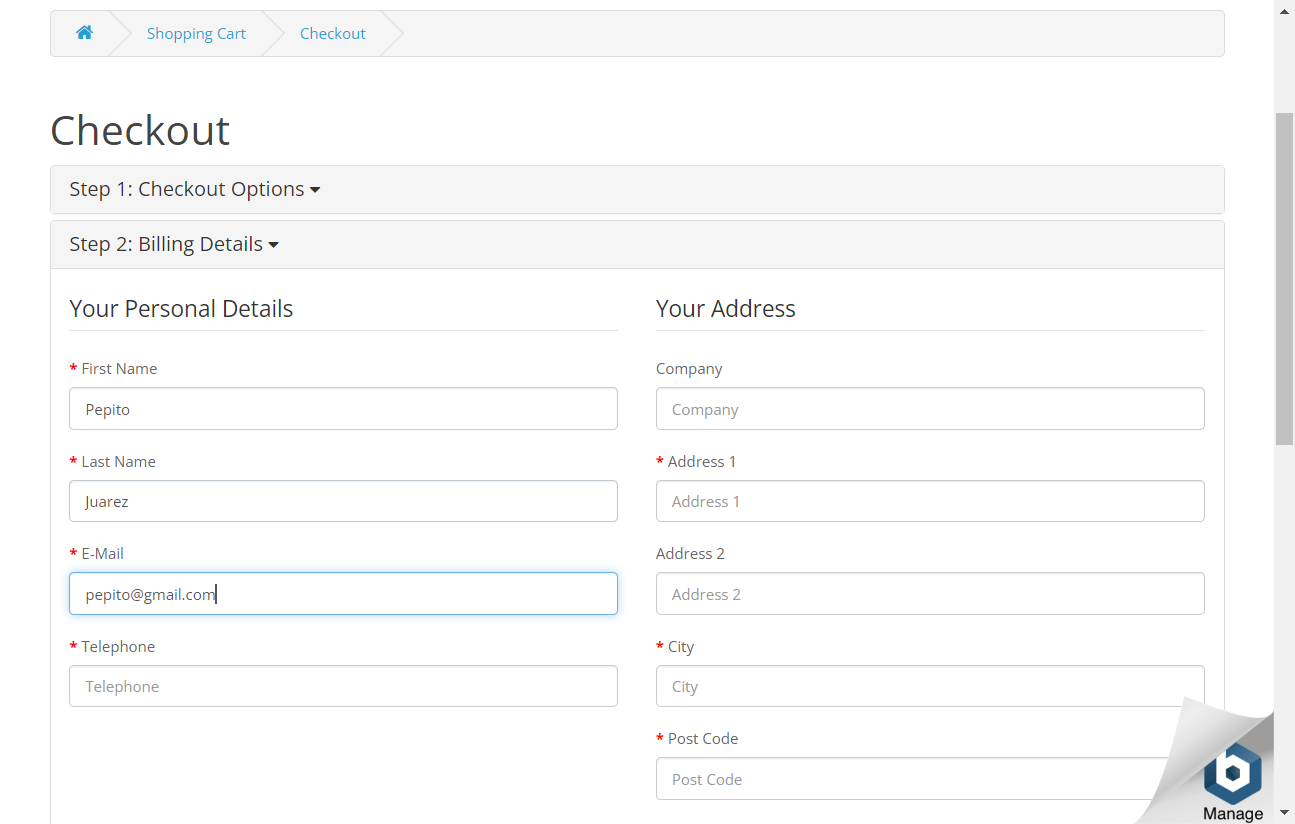 Shopping Cart
Checkout
Checkout
Step 1: Checkout Options
Step 2: Billing Details
Your Personal Details
* First Name
Pepito
* Last Name
Juarez
* E-Mail
pepito@gmail.com
* Telephone
Telephone
Your Address
Company
Company
* Address 1
Address 1
Address 2
Address 2
* City
City
* Post Code
Post Code
Manage